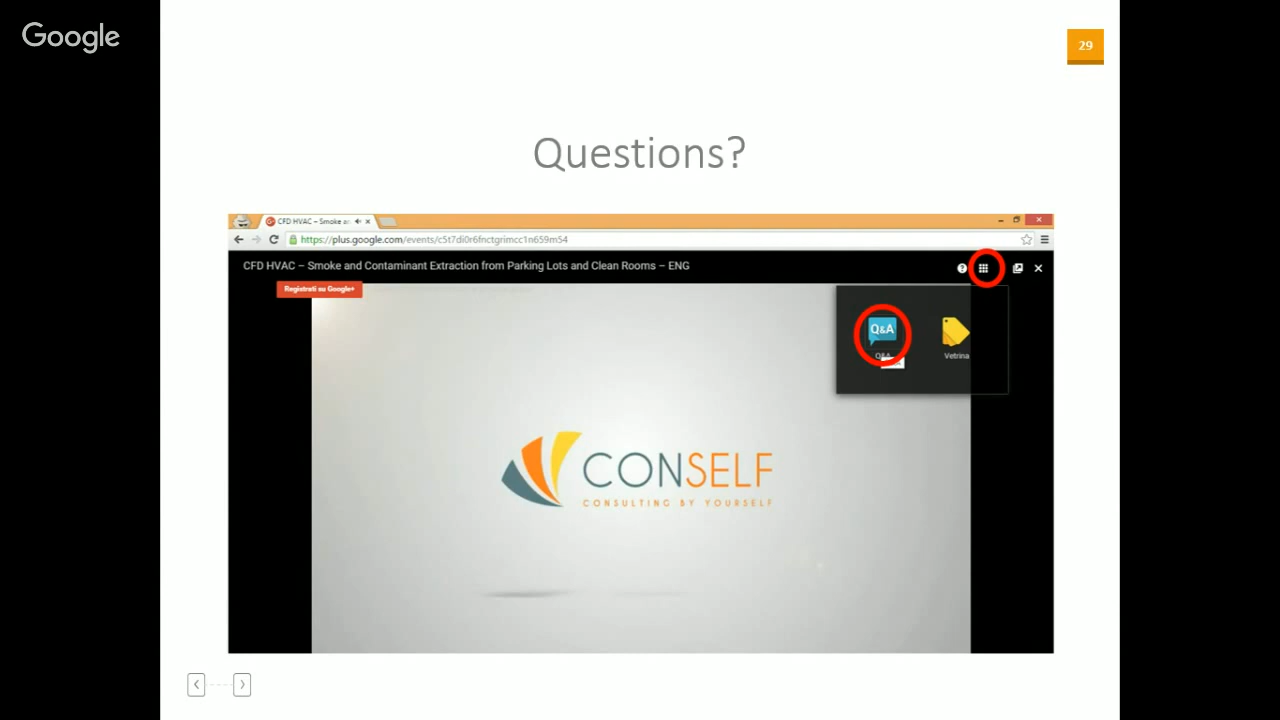 Google
29
Questions?
CFD HVAC – Smoke an
https://plus.google.com/events/c5t7di0r6fnctgrimcc1n659m54
CFD HVAC – Smoke and Contaminant Extraction from Parking Lots and Clean Rooms – ENG
Registrati su Google+
Q&A
Q&A
Vetrina
CONSELF
CONSULTING BY YOURSELF